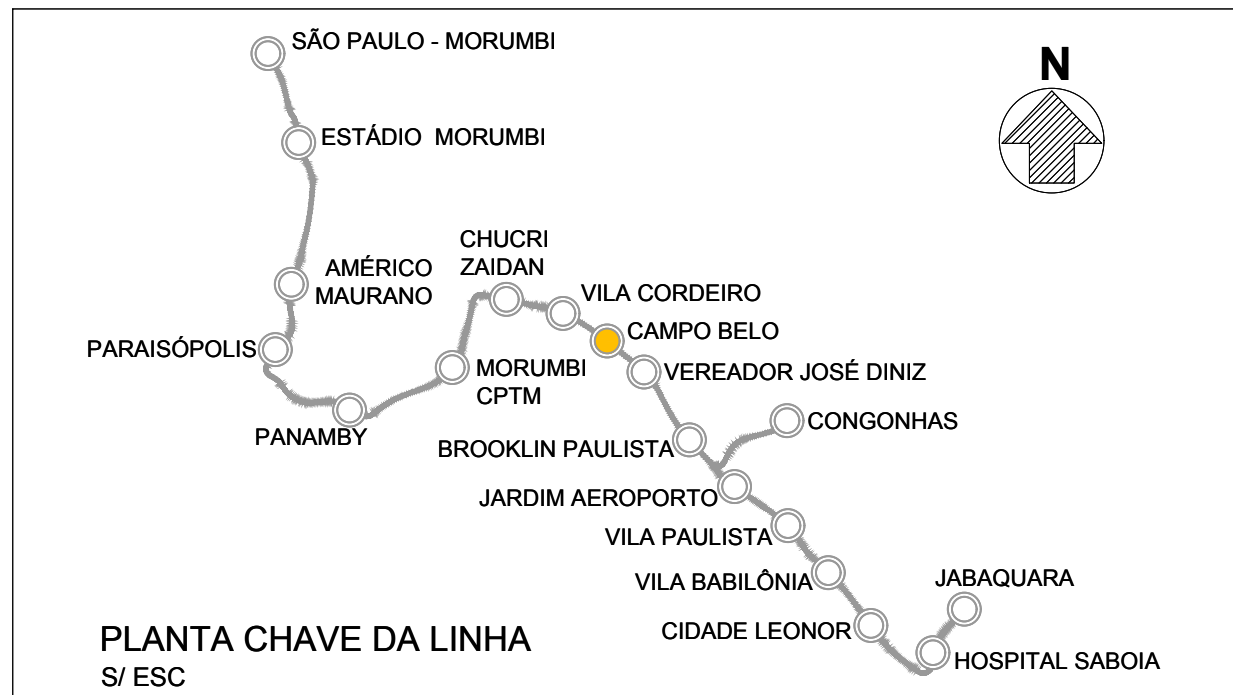 SÃO PAULO - MORUMBI
N
ESTÁDIO MORUMBI
CHUCRI
ZAIDAN
AMÉRICO
MAURANO
VILA CORDEIRO
CAMPO BELO
PARAISÓPOLIS
MORUMBI
CPTM
VEREADOR JOSÉ DINIZ
CONGONHAS
PANAMBY
BROOKLIN PAULISTA
JARDIM AEROPORTO
VILA PAULISTA
VILA BABILÔNIA
JABAQUARA
CIDADE LEONOR
HOSPITAL SABOIA
PLANTA CHAVE DA LINHA
S/ ESC